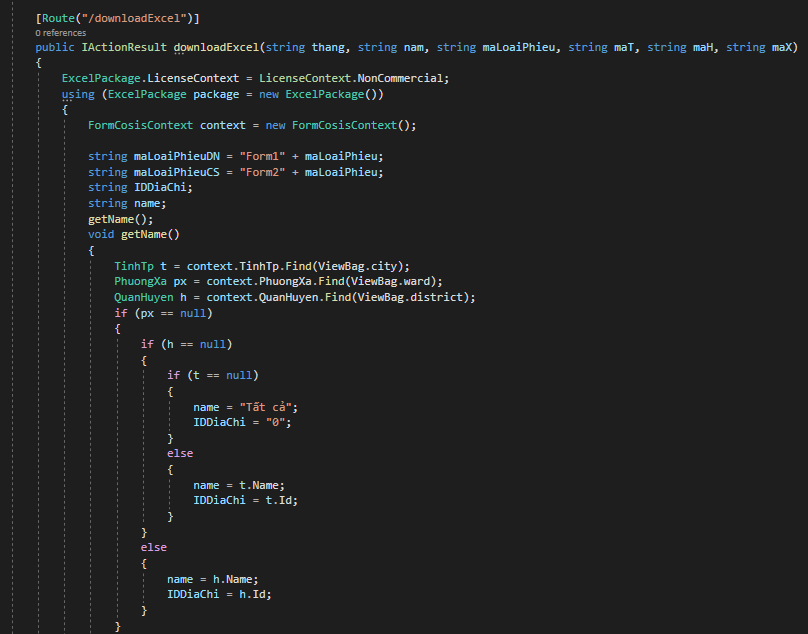 [Route("/downloadExcel")]
0 references
public IActionResult downloadExcel(string thang, string nam, string maLoaiPhieu, string maT, string maH, string maX)
{
ExcelPackage.LicenseContext = LicenseContext.NonCommercial;
using (ExcelPackage package = new ExcelPackage())
{
FormCosisContext context = new FormCosisContext();
string maLoaiPhieuDN = "Form1" + maLoaiPhieu;
string maLoaiPhieuCS = "Form2" + maLoaiPhieu;
string IDDiaChi;
string name;
getName();
void getName()
{
TinhTp t = context.TinhTp.Find(ViewBag.city);
PhuongXa px = context.PhuongXa.Find(ViewBag.ward);
QuanHuyen h = context.QuanHuyen.Find(ViewBag.district);
if (px == null)
{
if (h == null)
{
if (t == null)
{
name = "Tất cả";
IDDiaChi = "0";
}
else
{
name = t.Name;
IDDiaChi = t.Id;
}
}
else
{
name = h.Name;
IDDiaChi = h.Id;
}
}